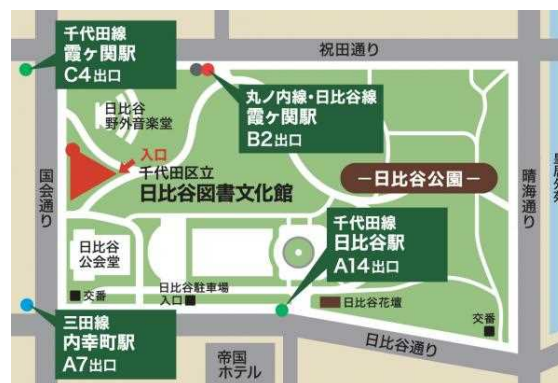 千代田線
霞ヶ関駅
C4出口
祝田通り
丸ノ内線・日比谷線
霞ヶ関駅
B2出口
日比谷
野外音楽堂
入口
千代田区立
日比谷図書文化館
ー日比谷公園ー
国会通り
晴海通り
千代田線
日比谷駅
A14出口
日比谷
公会堂
交番
日比谷駐車場
入口
日比谷花壇
交番
三田線
内幸町駅
A7出口
日比谷通り
帝国
ホテル